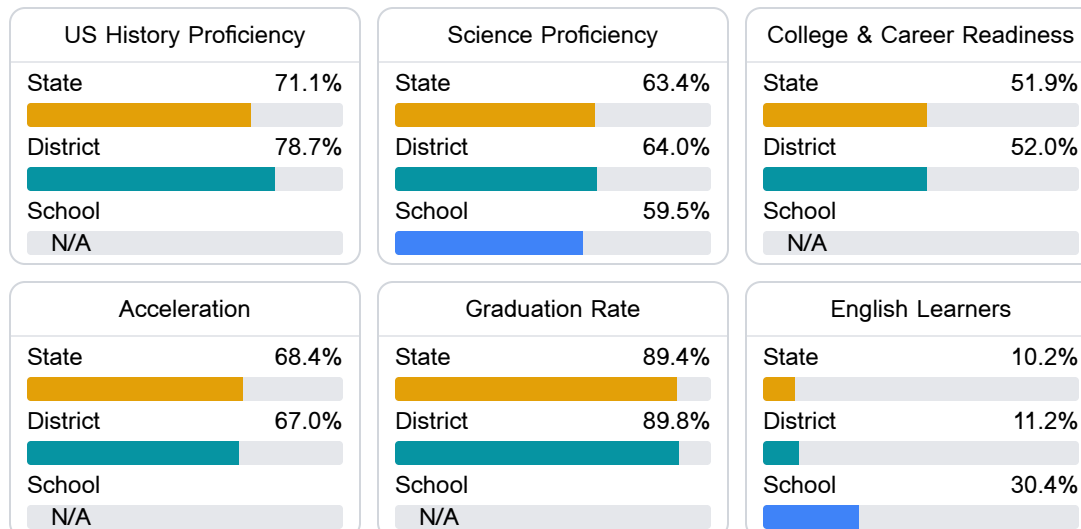 US History Proficiency
State 71.1%
District 78.7%
School
N/A
Science Proficiency
State 63.4%
District 64.0%
School 59.5%
College & Career Readiness
State 51.9%
District 52.0%
School
N/A
Acceleration
State 68.4%
District 67.0%
School
N/A
Graduation Rate
State 89.4%
District 89.8%
School
N/A
English Learners
State 10.2%
District 11.2%
School 30.4%